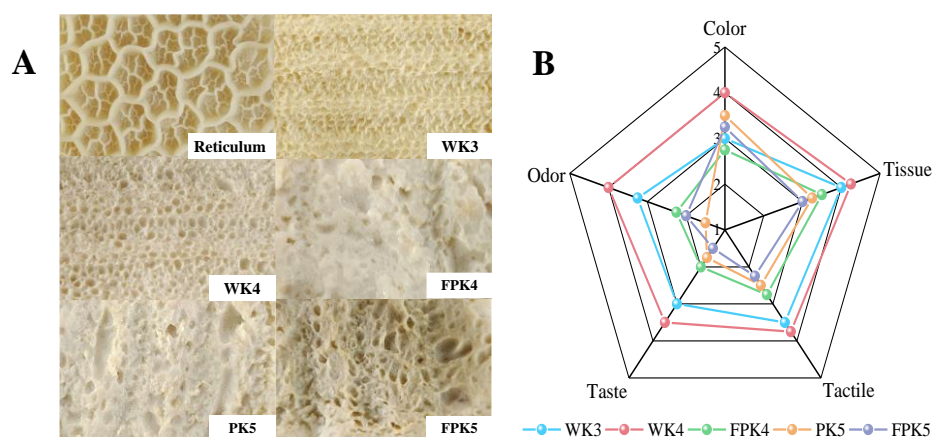 A
Reticulum
WK3
WK4
FPK4
PK5
FPK5
B
Color
5
4
3
2
1
Odor
Tissue
Taste
Tactile
WK3 WK4 FPK4 PK5 FPK5